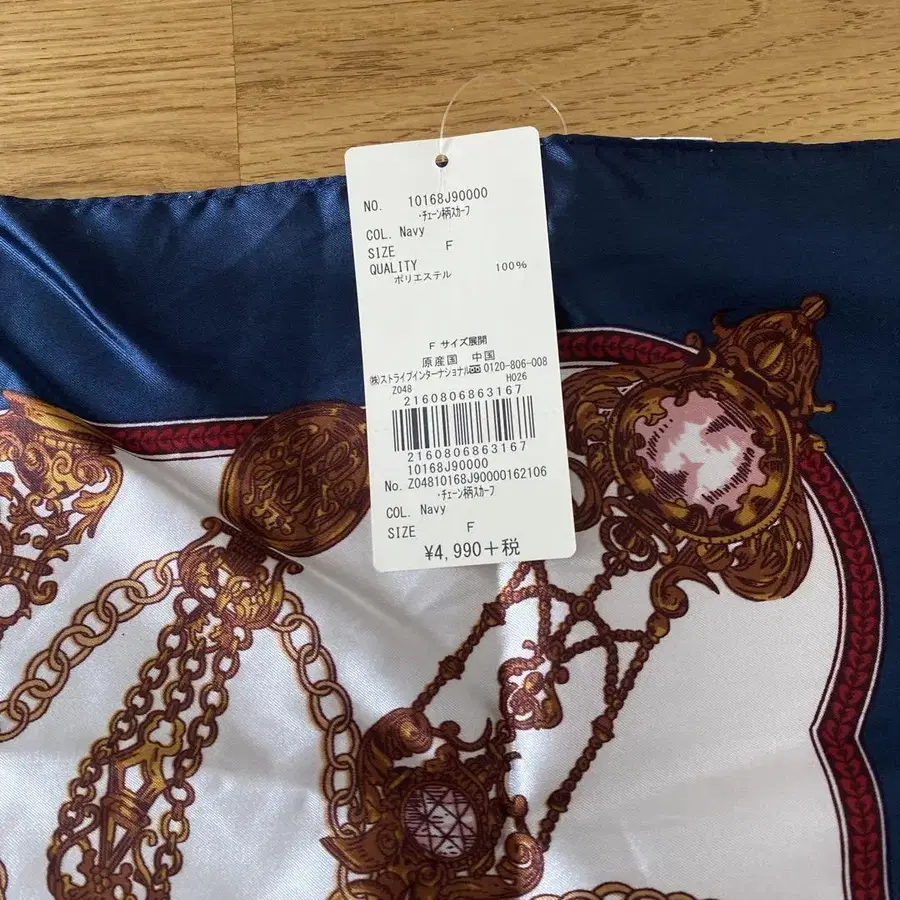 NO. 10168J90000
･チェーン柄スカーフ
COL. Navy
SIZE F
QUALITY
ポリエステル 100%
F サイズ展開
原産国 中国
㈱ストライプインターナショナル 0120-806-008
Z048 H026
2160806863167
2160806863167
10168J90000
No. Z04810168J90000162106
･チェーン柄スカーフ
COL. Navy
SIZE F
¥4,990+税